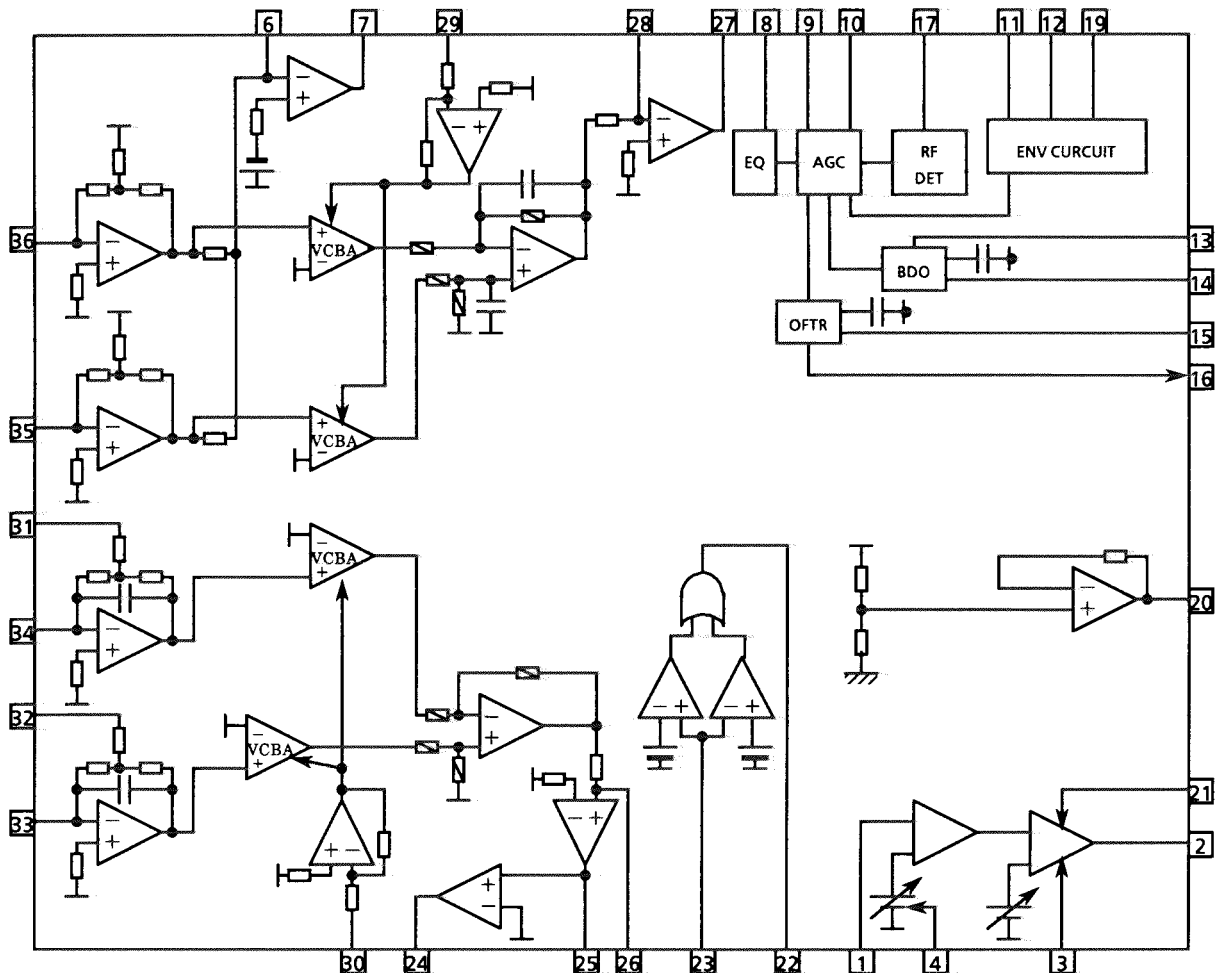 6 7 29 28 27 8 9 10 17 11 12 19
− +
− +
EQ AGC RF DET ENV CURCUIT
36
− +
+ VCBA −
− +
13
BDO
14
OFTR
15
16
35
− +
+ VCBA −
31
− VCBA +
34
− +
20
− +
32
− VCBA +
− +
− + − +
33
− +
+ −
− +
21
2
+ −
30 24 25 26 23 22 1 4 3